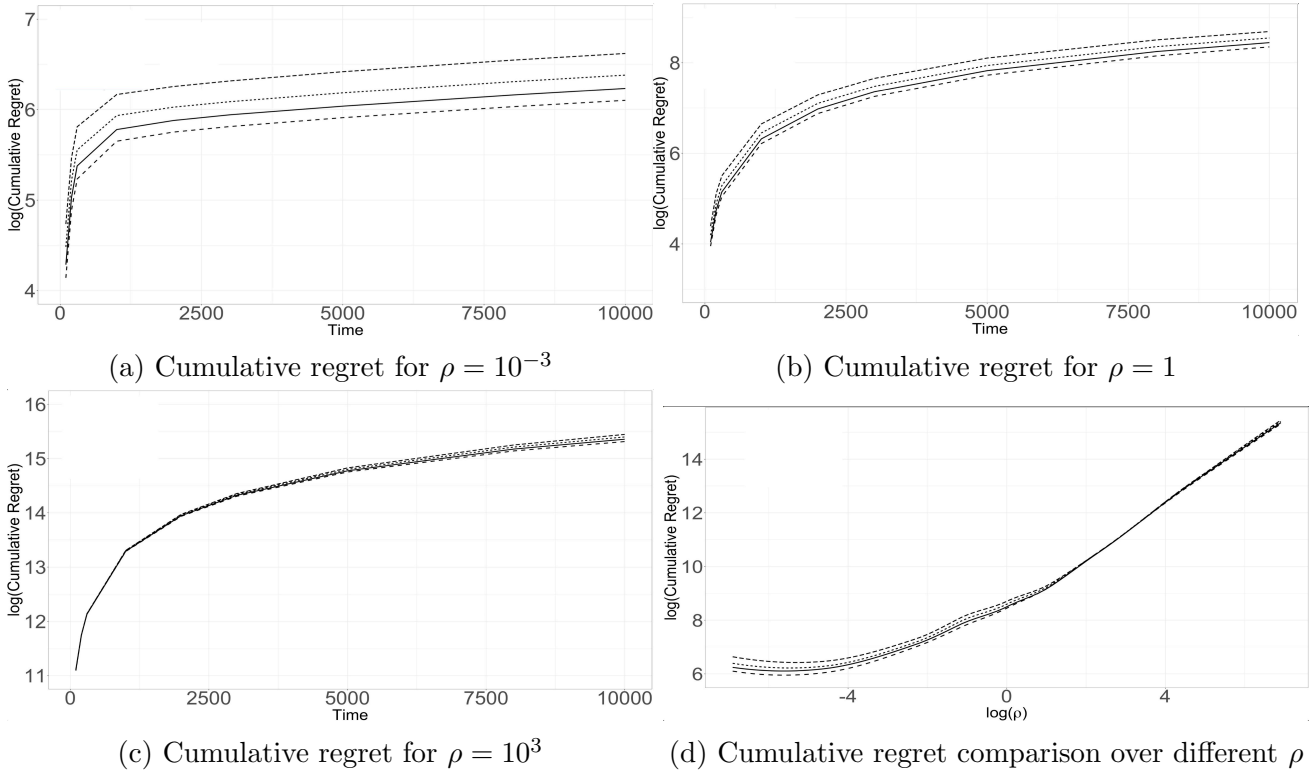 7
6
5
4
log(Cumulative Regret)
0 2500 5000 7500 10000
Time
(a) Cumulative regret for ρ = 10⁻³
8
6
4
log(Cumulative Regret)
0 2500 5000 7500 10000
Time
(b) Cumulative regret for ρ = 1
16
15
14
13
12
11
log(Cumulative Regret)
0 2500 5000 7500 10000
Time
(c) Cumulative regret for ρ = 10³
14
12
10
8
6
log(Cumulative Regret)
-4 0 4
log(ρ)
(d) Cumulative regret comparison over different ρ